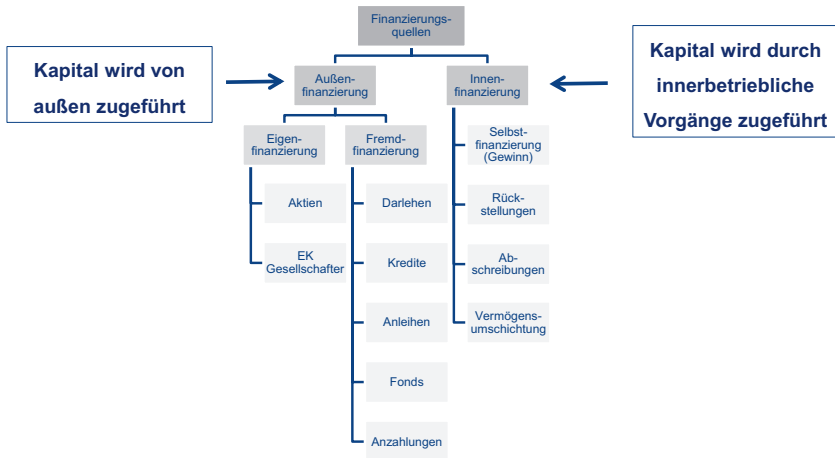 Finanzierungs-
quellen
Kapital wird von
außen zugeführt
Außen-
finanzierung
Innen-
finanzierung
Kapital wird durch
innerbetriebliche
Vorgänge zugeführt
Eigen-
finanzierung
Fremd-
finanzierung
Selbst-
finanzierung
(Gewinn)
Aktien
Darlehen
Rück-
stellungen
EK
Gesellschafter
Kredite
Ab-
schreibungen
Anleihen
Vermögens-
umschichtung
Fonds
Anzahlungen